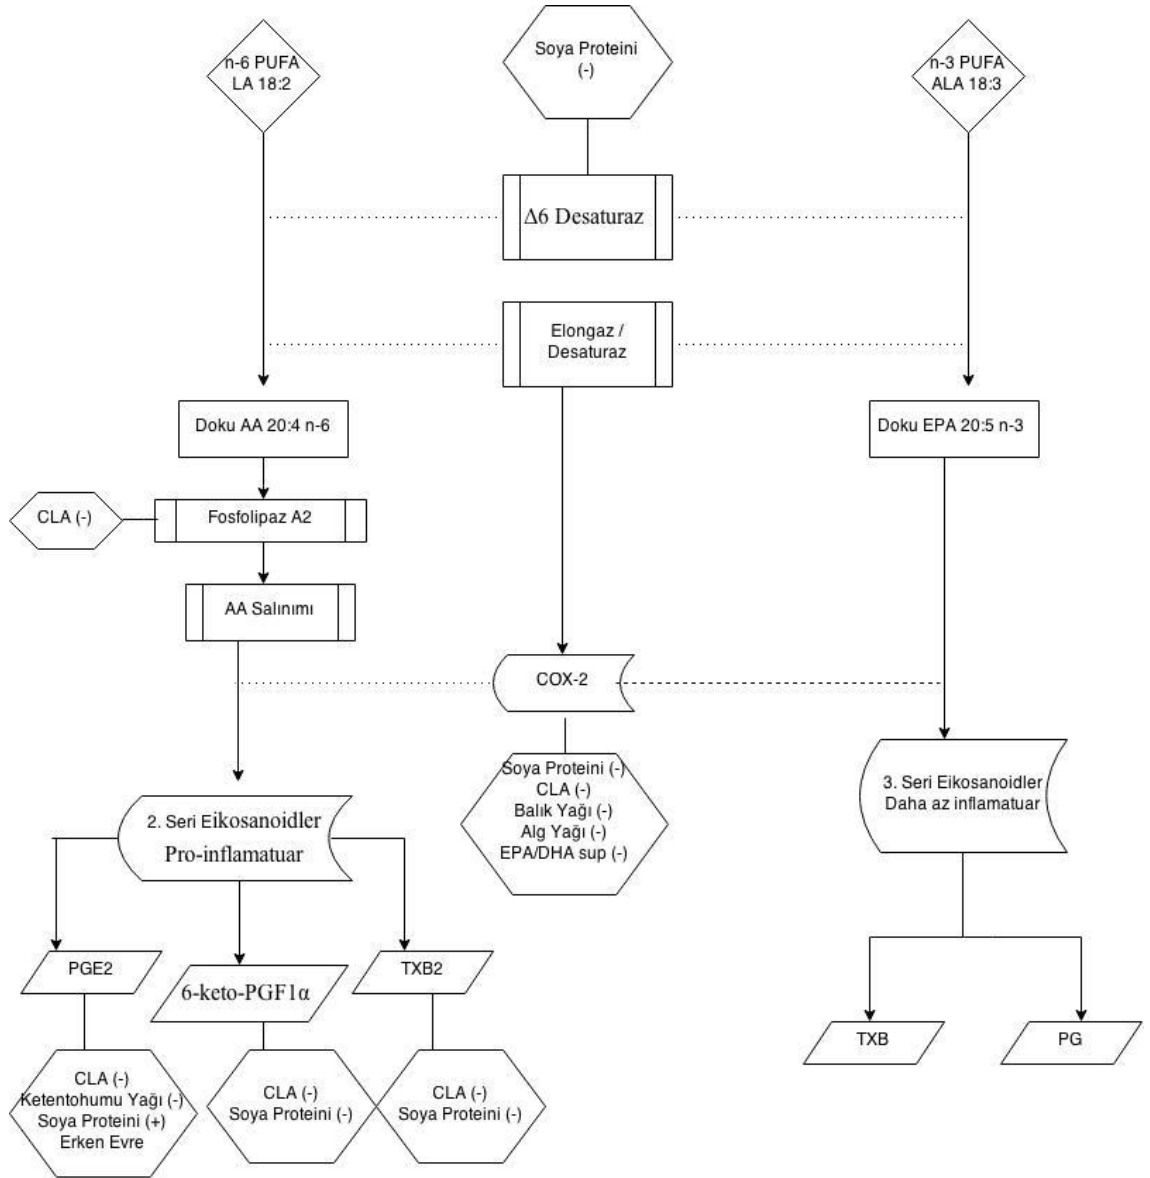 n-6 PUFA
LA 18:2
Soya Proteini
(-)
n-3 PUFA
ALA 18:3
Δ6 Desaturaz
Elongaz /
Desaturaz
Doku AA 20:4 n-6
Doku EPA 20:5 n-3
CLA (-)
Fosfolipaz A2
AA Salınımı
COX-2
Soya Proteini (-)
CLA (-)
Balık Yağı (-)
Alg Yağı (-)
EPA/DHA sup (-)
3. Seri Eikosanoidler
Daha az inflamatuar
2. Seri Eikosanoidler
Pro-inflamatuar
PGE2
6-keto-PGF1α
TXB2
TXB
PG
CLA (-)
Ketentohumu Yağı (-)
Soya Proteini (+)
Erken Evre
CLA (-)
Soya Proteini (-)
CLA (-)
Soya Proteini (-)